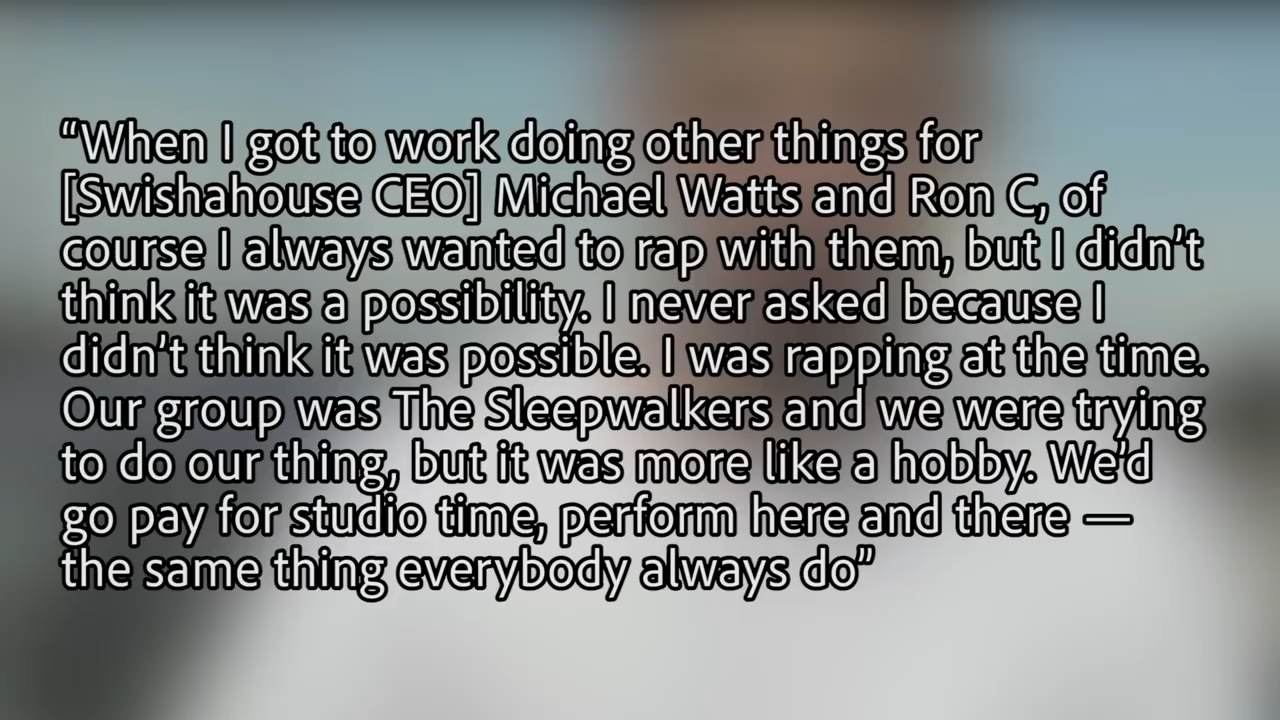 “When I got to work doing other things for
[Swishahouse CEO] Michael Watts and Ron C, of
course I always wanted to rap with them, but I didn’t
think it was a possibility. I never asked because I
didn’t think it was possible. I was rapping at the time.
Our group was The Sleepwalkers and we were trying
to do our thing, but it was more like a hobby. We’d
go pay for studio time, perform here and there —
the same thing everybody always do”